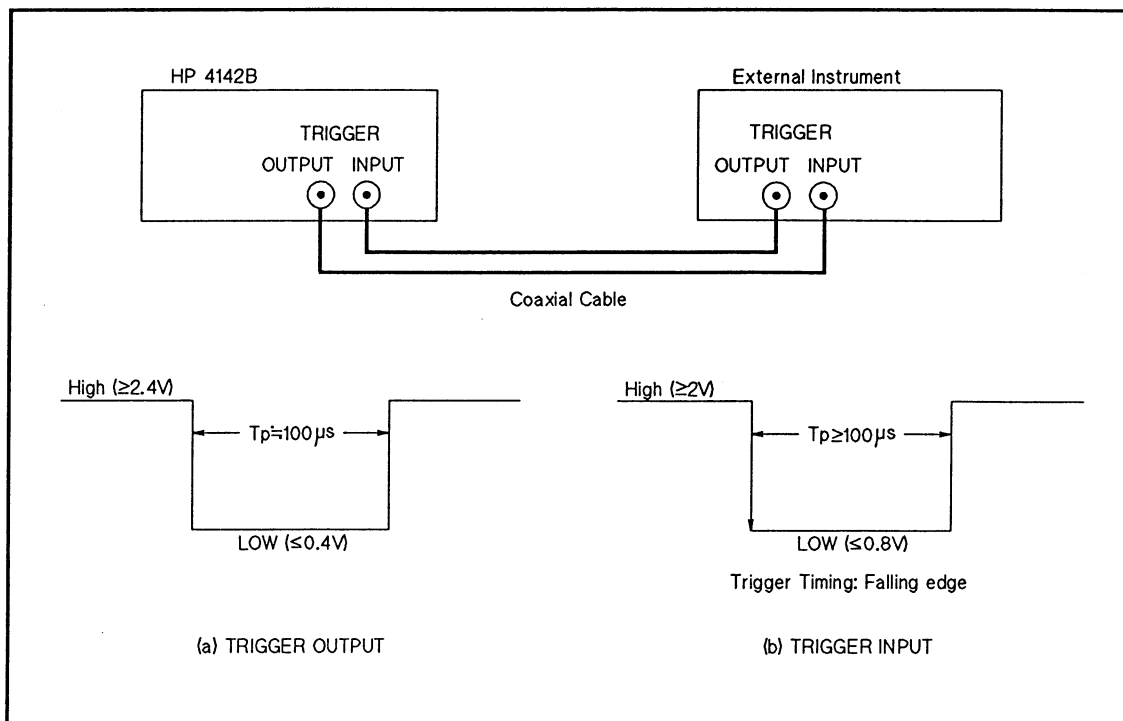 HP 4142B
External Instrument
TRIGGER
OUTPUT INPUT
TRIGGER
OUTPUT INPUT
Coaxial Cable
High (≥2.4V)
Tp≒100µs
LOW (≤0.4V)
High (≥2V)
Tp≥100µs
LOW (≤0.8V)
Trigger Timing: Falling edge
(a) TRIGGER OUTPUT
(b) TRIGGER INPUT